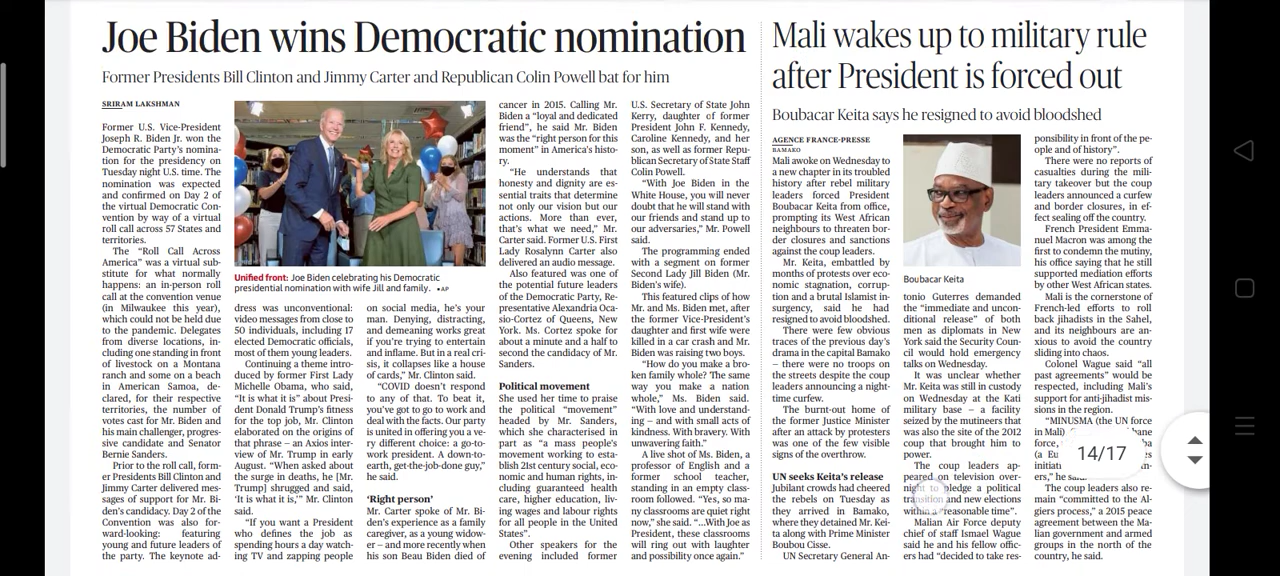 Joe Biden wins Democratic nomination
Former Presidents Bill Clinton and Jimmy Carter and Republican Colin Powell bat for him
SRIRAM LAKSHMAN
Former U.S. Vice-President
Joseph R. Biden Jr. won the
Democratic Party's nomina-
tion for the presidency on
Tuesday night U.S. time. The
nomination was expected
and confirmed on Day 2 of
the virtual Democratic Con-
vention by way of a virtual
roll call across 57 States and
territories.
The "Roll Call Across
America" was a virtual sub-
stitute for what normally
happens: an in-person roll
call at the convention venue
(in Milwaukee this year),
which could not be held due
to the pandemic. Delegates
from diverse locations, in-
cluding one standing in front
of livestock on a Montana
ranch and some on a beach
in American Samoa, de-
clared, for their respective
territories, the number of
votes cast for Mr. Biden and
his main challenger, progres-
sive candidate and Senator
Bernie Sanders.
Prior to the roll call, form-
er Presidents Bill Clinton and
Jimmy Carter delivered mes-
sages of support for Mr. Bi-
den's candidacy. Day 2 of the
Convention was also for-
ward-looking: featuring
young and future leaders of
the party. The keynote ad-
Unified front: Joe Biden celebrating his Democratic
presidential nomination with wife Jill and family. •AP
dress was unconventional:
video messages from close to
50 individuals, including 17
elected Democratic officials,
most of them young leaders.
Continuing a theme intro-
duced by former First Lady
Michelle Obama, who said,
"It is what it is" about Presi-
dent Donald Trump's fitness
for the top job, Mr. Clinton
elaborated on the origins of
that phrase – an Axios inter-
view of Mr. Trump in early
August. "When asked about
the surge in deaths, he [Mr.
Trump] shrugged and said,
'It is what it is,'" Mr. Clinton
said.
"If you want a President
who defines the job as
spending hours a day watch-
ing TV and zapping people
on social media, he's your
man. Denying, distracting,
and demeaning works great
if you're trying to entertain
and inflame. But in a real cri-
sis, it collapses like a house
of cards," Mr. Clinton said.
"COVID doesn't respond
to any of that. To beat it,
you've got to go to work and
deal with the facts. Our party
is united in offering you a ve-
ry different choice: a go-to-
work president. A down-to-
earth, get-the-job-done guy,"
he said.
'Right person'
Mr. Carter spoke of Mr. Bi-
den's experience as a family
caregiver, as a young widow-
er – and more recently when
his son Beau Biden died of
cancer in 2015. Calling Mr.
Biden a "loyal and dedicated
friend", he said Mr. Biden
was the "right person for this
moment" in America's histo-
ry.
"He understands that
honesty and dignity are es-
sential traits that determine
not only our vision but our
actions. More than ever,
that's what we need," Mr.
Carter said. Former U.S. First
Lady Rosalynn Carter also
delivered an audio message.
Also featured was one of
the potential future leaders
of the Democratic Party, Re-
presentative Alexandria Oca-
sio-Cortez of Queens, New
York. Ms. Cortez spoke for
about a minute and a half to
second the candidacy of Mr.
Sanders.
Political movement
She used her time to praise
the political "movement"
headed by Mr. Sanders,
which she characterised in
part as "a mass people's
movement working to estab-
lish 21st century social, eco-
nomic and human rights, in-
cluding guaranteed health
care, higher education, liv-
ing wages and labour rights
for all people in the United
States".
Other speakers for the
evening included former
U.S. Secretary of State John
Kerry, daughter of former
President John F. Kennedy,
Caroline Kennedy, and her
son, as well as former Repu-
blican Secretary of State Staff
Colin Powell.
"With Joe Biden in the
White House, you will never
doubt that he will stand with
our friends and stand up to
our adversaries," Mr. Powell
said.
The programming ended
with a segment on former
Second Lady Jill Biden (Mr.
Biden's wife).
This featured clips of how
Mr. and Ms. Biden met, after
the former Vice-President's
daughter and first wife were
killed in a car crash and Mr.
Biden was raising two boys.
"How do you make a bro-
ken family whole? The same
way you make a nation
whole," Ms. Biden said.
"With love and understand-
ing – and with small acts of
kindness. With bravery. With
unwavering faith."
A live shot of Ms. Biden, a
professor of English and a
former school teacher,
standing in an empty class-
room followed. "Yes, so ma-
ny classrooms are quiet right
now," she said. "...With Joe as
President, these classrooms
will ring out with laughter
and possibility once again."
Mali wakes up to military rule
after President is forced out
Boubacar Keita says he resigned to avoid bloodshed
AGENCE FRANCE-PRESSE
BAMAKO
Mali awoke on Wednesday to
a new chapter in its troubled
history after rebel military
leaders forced President
Boubacar Keita from office,
prompting its West African
neighbours to threaten bor-
der closures and sanctions
against the coup leaders.
Mr. Keita, embattled by
months of protests over eco-
nomic stagnation, corrup-
tion and a brutal Islamist in-
surgency, said he had
resigned to avoid bloodshed.
There were few obvious
traces of the previous day's
drama in the capital Bamako
– there were no troops on
the streets despite the coup
leaders announcing a night-
time curfew.
The burnt-out home of
the former Justice Minister
after an attack by protesters
was one of the few visible
signs of the overthrow.
UN seeks Keita's release
Jubilant crowds had cheered
the rebels on Tuesday as
they arrived in Bamako,
where they detained Mr. Kei-
ta along with Prime Minister
Boubou Cisse.
UN Secretary General An-
Boubacar Keita
tonio Guterres demanded
the "immediate and uncon-
ditional release" of both
men as diplomats in New
York said the Security Coun-
cil would hold emergency
talks on Wednesday.
It was unclear whether
Mr. Keita was still in custody
on Wednesday at the Kati
military base – a facility
seized by the mutineers that
was also the site of the 2012
coup that brought him to
power.
The coup leaders ap-
peared on television over-
night to pledge a political
transition and new elections
within a "reasonable time".
Malian Air Force deputy
chief of staff Ismael Wague
said he and his fellow offic-
ers had "decided to take res-
ponsibility in front of the pe-
ople and of history".
There were no reports of
casualties during the mili-
tary takeover but the coup
leaders announced a curfew
and border closures, in ef-
fect sealing off the country.
French President Emma-
nuel Macron was among the
first to condemn the mutiny,
his office saying that he still
supported mediation efforts
by other West African states.
Mali is the cornerstone of
French-led efforts to roll
back jihadists in the Sahel,
and its neighbours are an-
xious to avoid the country
sliding into chaos.
Colonel Wague said "all
past agreements" would be
respected, including Mali's
support for anti-jihadist mis-
sions in the region.
"MINUSMA (the UN force
in Mali),
force,
(a Eu
initiat
ers," he
The coup leaders also re-
main "committed to the Al-
giers process," a 2015 peace
agreement between the Ma-
lian government and armed
groups in the north of the
country, he said.
14/17